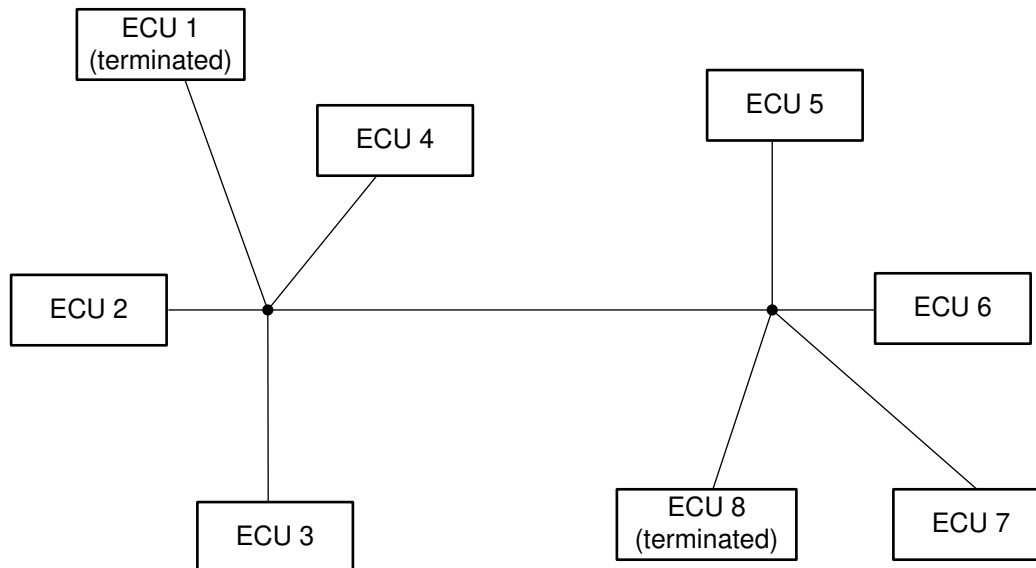 ECU 1
(terminated)
ECU 4
ECU 5
ECU 2
ECU 6
ECU 3
ECU 8
(terminated)
ECU 7